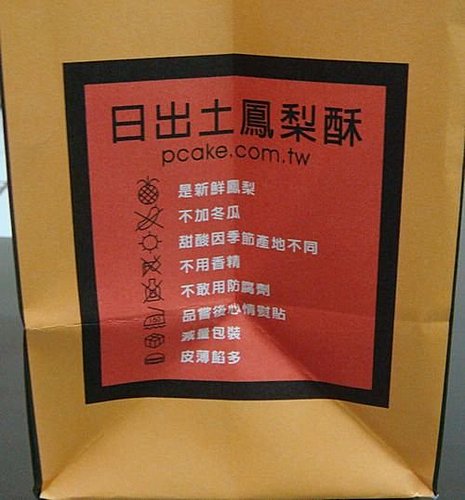 日出土鳳梨酥
pcake.com.tw
是新鮮鳳梨
不加冬瓜
甜酸因季節產地不同
不用香精
不敢用防腐劑
品嘗後心情熨貼
減量包裝
皮薄餡多